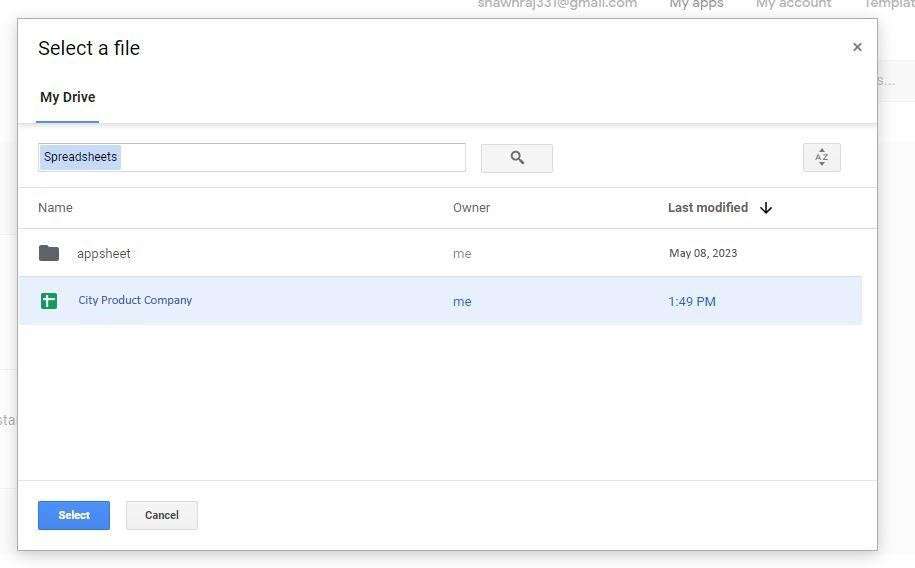 shawnraj331@gmail.com My apps My account Templat
Select a file
×
My Drive
s...
Spreadsheets
AZ
Name Owner Last modified
appsheet me May 08, 2023
City Product Company me 1:49 PM
sta
Select Cancel